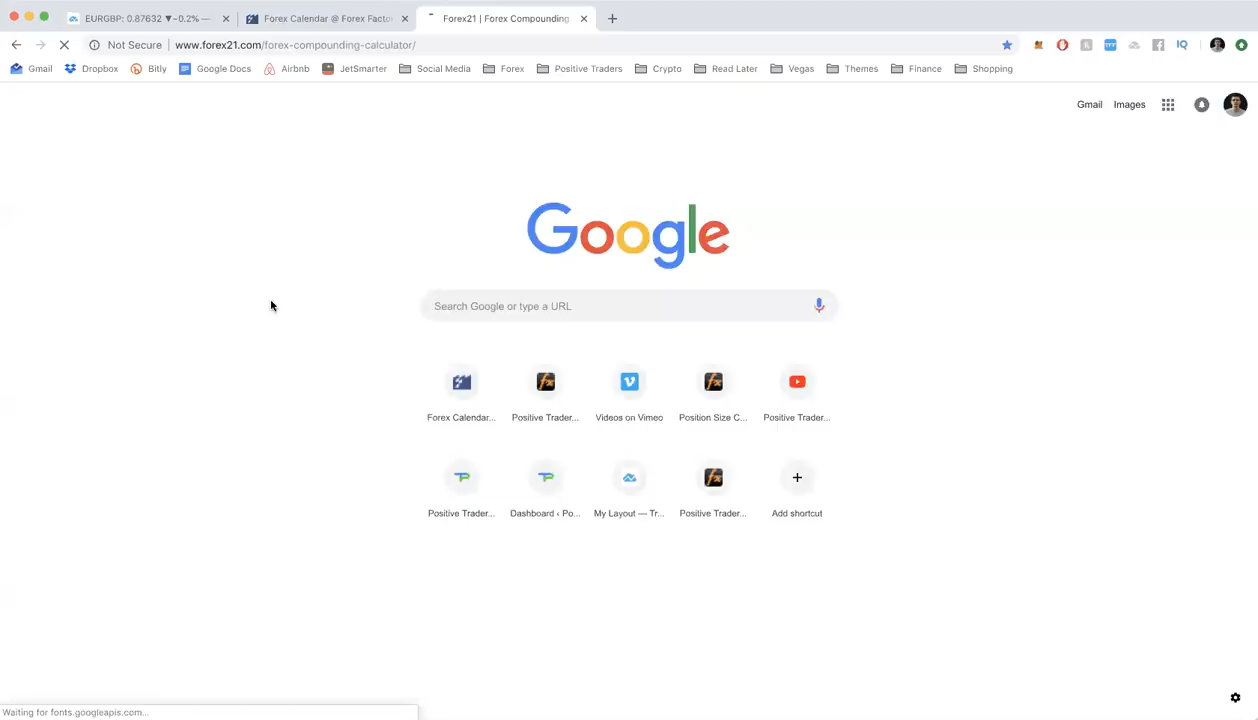 EURGBP: 0.87632 ▼−0.2% —
Forex Calendar @ Forex Facto
Forex21 | Forex Compounding
Not Secure | www.forex21.com/forex-compounding-calculator/
Gmail Dropbox Bitly Google Docs Airbnb JetSmarter Social Media Forex Positive Traders Crypto Read Later Vegas Themes Finance Shopping
Gmail Images
Google
Search Google or type a URL
Forex Calendar... Positive Trader... Videos on Vimeo Position Size C... Positive Trader...
Positive Trader... Dashboard ‹ Po... My Layout — Tr... Positive Trader... Add shortcut
Waiting for fonts.googleapis.com...